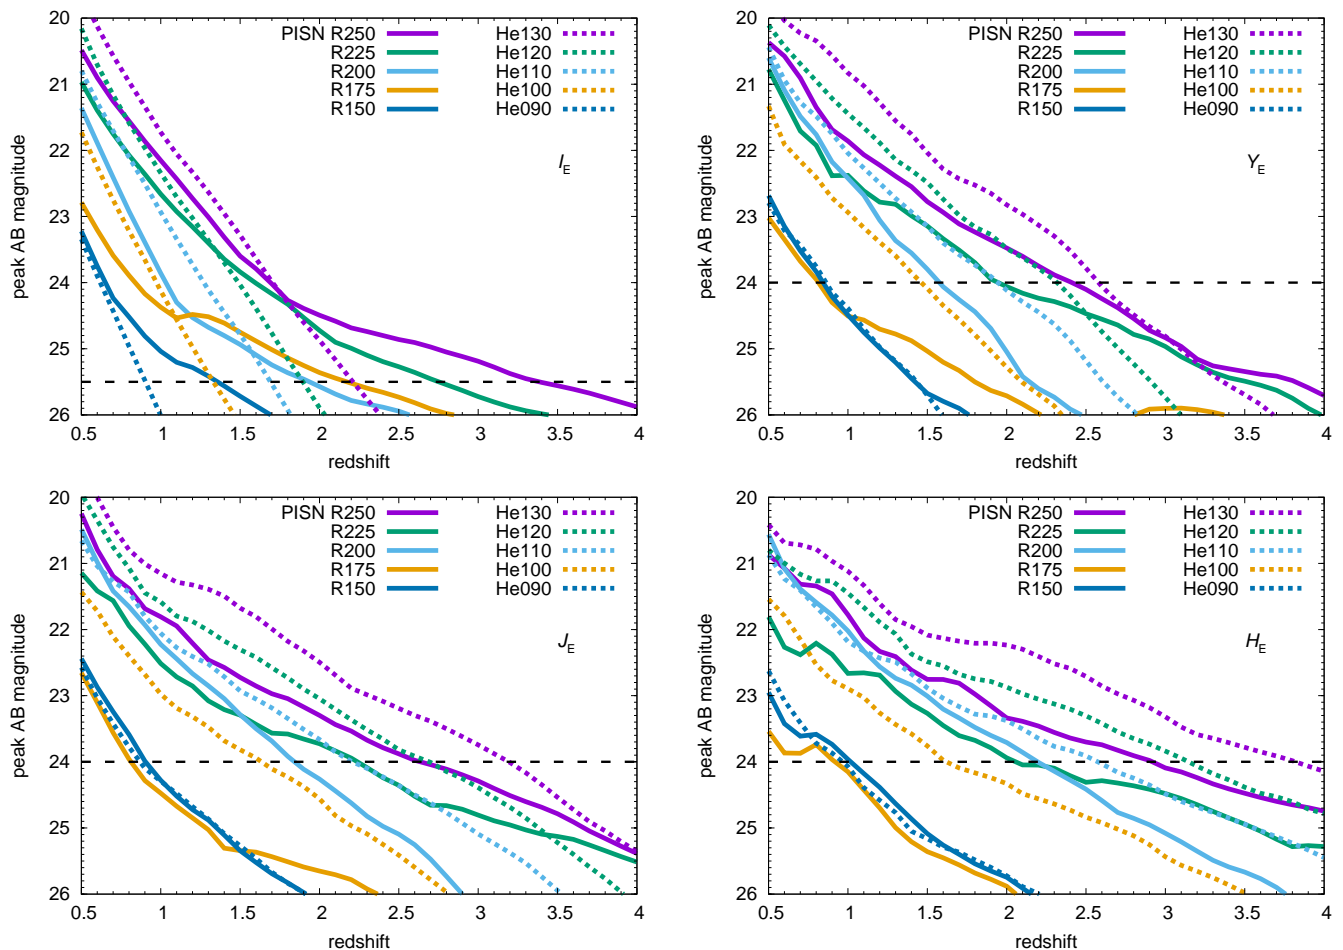 20
21
22
23
24
25
26
0.5 1 1.5 2 2.5 3 3.5 4
peak AB magnitude
redshift
I_E
PISN R250
R225
R200
R175
R150
He130
He120
He110
He100
He090
20
21
22
23
24
25
26
0.5 1 1.5 2 2.5 3 3.5 4
peak AB magnitude
redshift
Y_E
PISN R250
R225
R200
R175
R150
He130
He120
He110
He100
He090
20
21
22
23
24
25
26
0.5 1 1.5 2 2.5 3 3.5 4
peak AB magnitude
redshift
J_E
PISN R250
R225
R200
R175
R150
He130
He120
He110
He100
He090
20
21
22
23
24
25
26
0.5 1 1.5 2 2.5 3 3.5 4
peak AB magnitude
redshift
H_E
PISN R250
R225
R200
R175
R150
He130
He120
He110
He100
He090